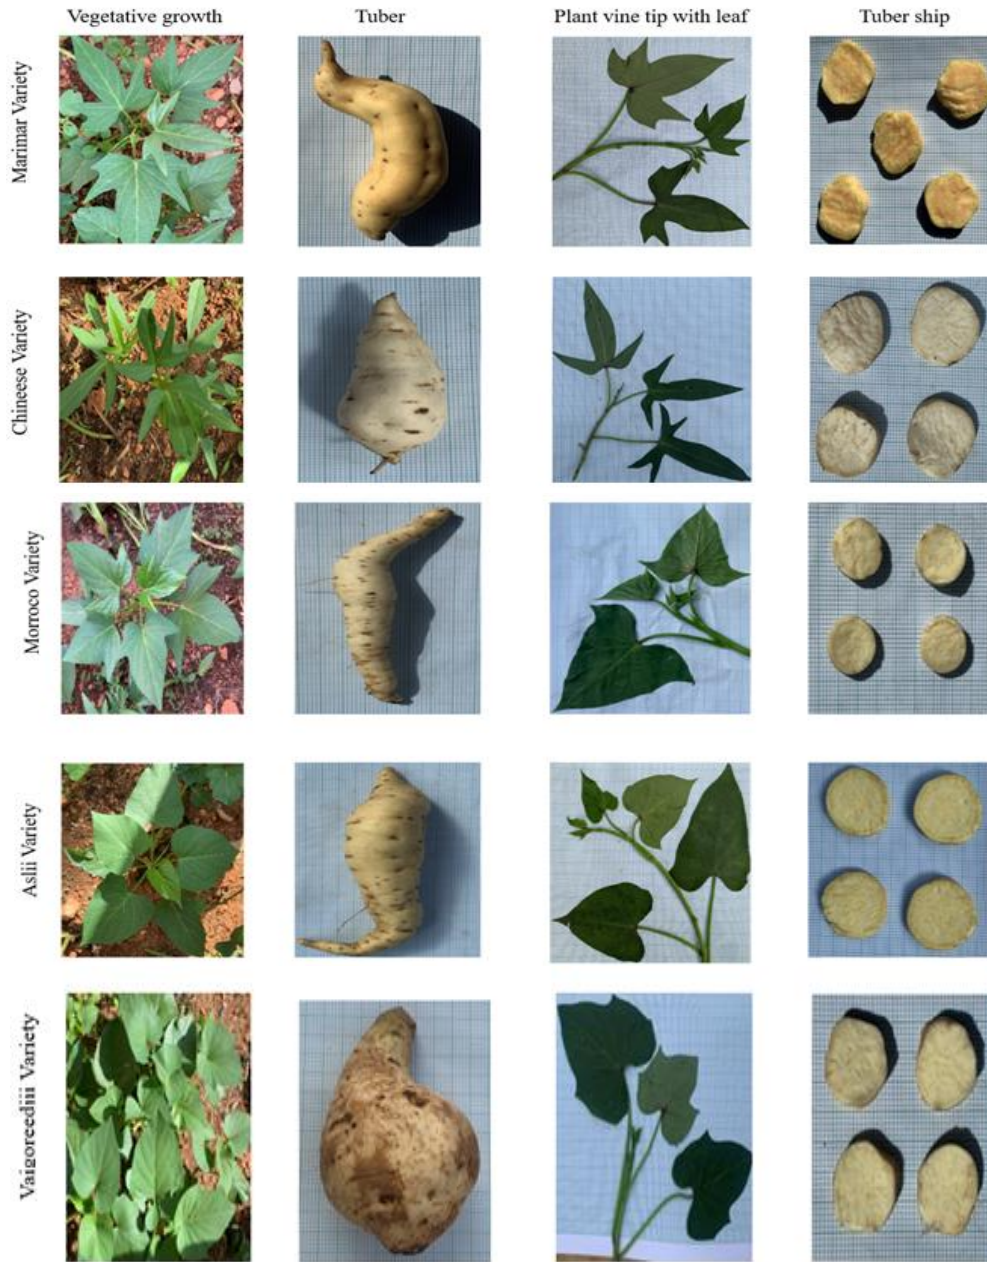 Vegetative growth
Tuber
Plant vine tip with leaf
Tuber ship
Marimar Variety
Chineese Variety
Morroco Variety
Aslii Variety
Vaigoreediii Variety